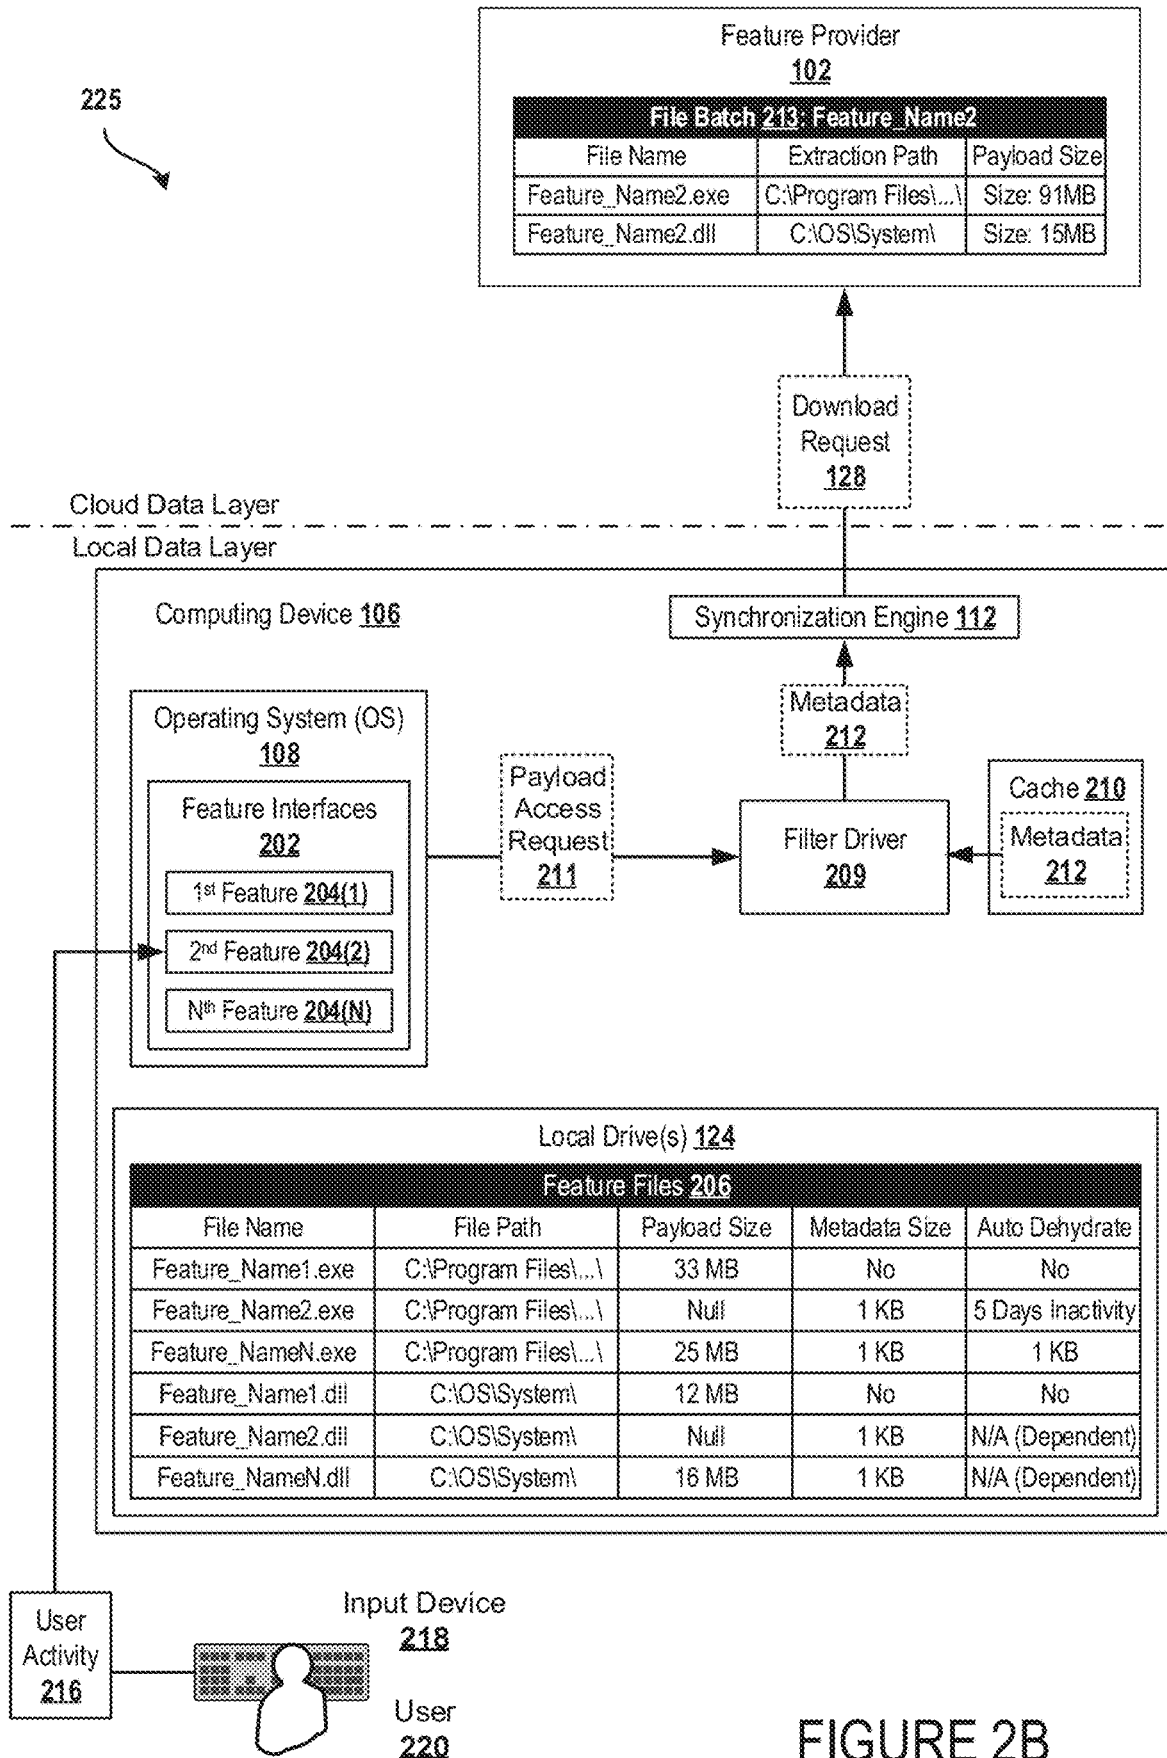 Feature Provider
102
225
File Batch 213: Feature_Name2
File Name Extraction Path Payload Size
Feature_Name2.exe C:\Program Files\...\ Size: 91MB
Feature_Name2.dll C:\OS\System\ Size: 15MB
Download
Request
128
Cloud Data Layer
Local Data Layer
Computing Device 106
Synchronization Engine 112
Operating System (OS)
108
Feature Interfaces
202
1st Feature 204(1)
2nd Feature 204(2)
Nth Feature 204(N)
Payload
Access
Request
211
Metadata
212
Filter Driver
209
Cache 210
Metadata
212
Local Drive(s) 124
Feature Files 206
File Name File Path Payload Size Metadata Size Auto Dehydrate
Feature_Name1.exe C:\Program Files\...\ 33 MB No No
Feature_Name2.exe C:\Program Files\...\ Null 1 KB 5 Days Inactivity
Feature_NameN.exe C:\Program Files\...\ 25 MB 1 KB 1 KB
Feature_Name1.dll C:\OS\System\ 12 MB No No
Feature_Name2.dll C:\OS\System\ Null 1 KB N/A (Dependent)
Feature_NameN.dll C:\OS\System\ 16 MB 1 KB N/A (Dependent)
User
Activity
216
Input Device
218
User
220
FIGURE 2B